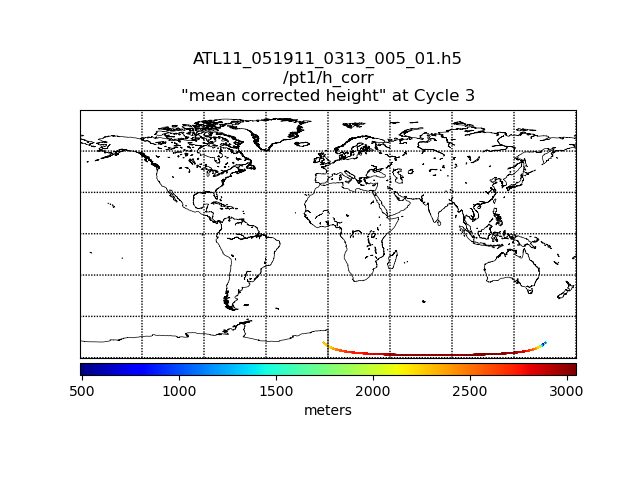 ATL11_051911_0313_005_01.h5
/pt1/h_corr
"mean corrected height" at Cycle 3
500 1000 1500 2000 2500 3000
meters